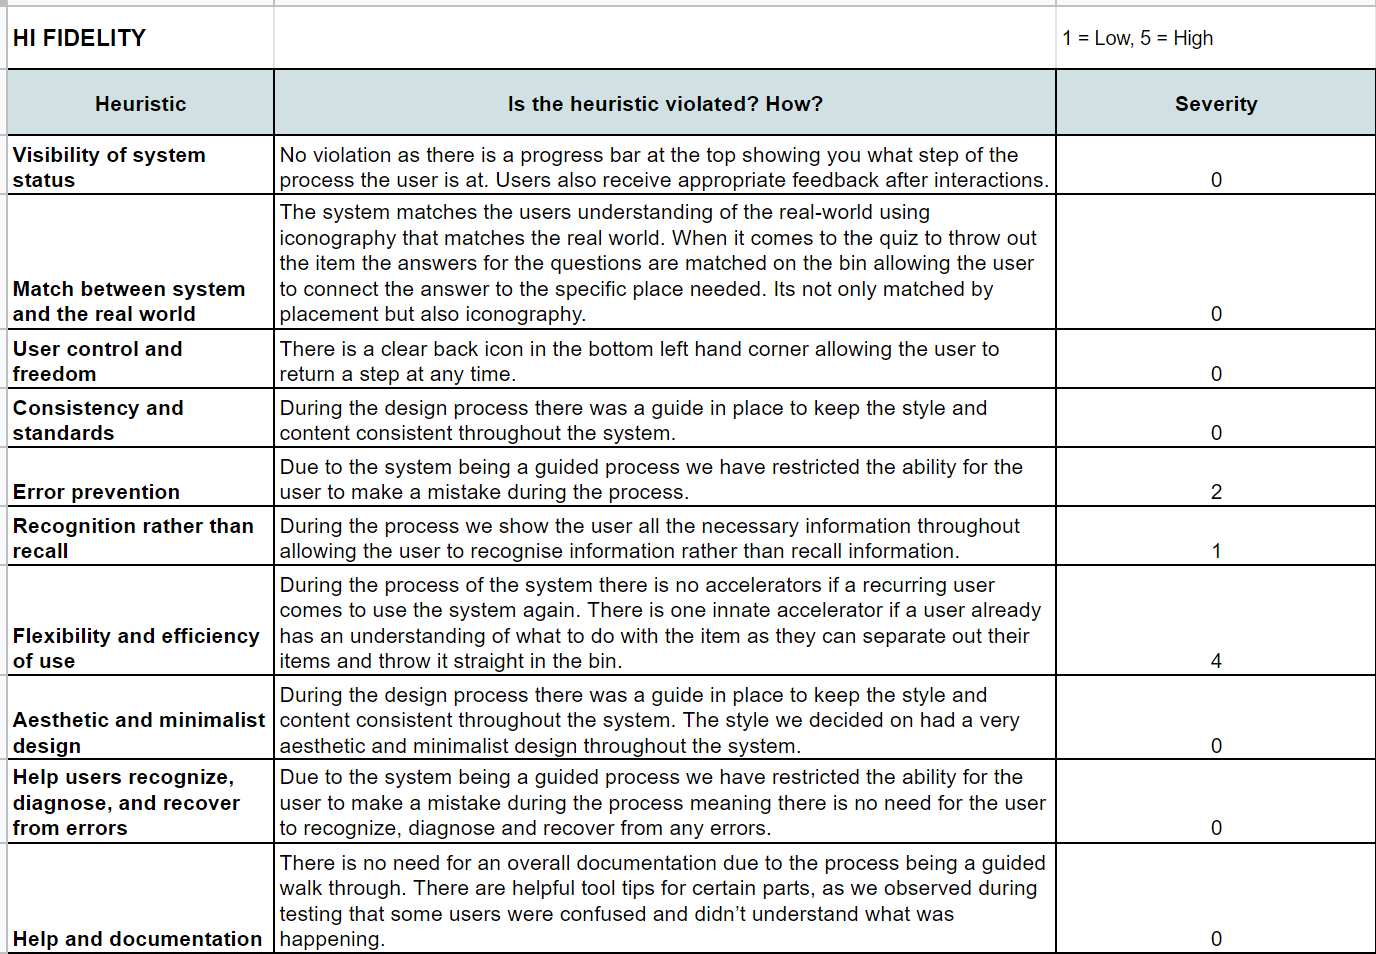 HI FIDELITY
1 = Low, 5 = High
Heuristic
Is the heuristic violated? How?
Severity
Visibility of system
status
No violation as there is a progress bar at the top showing you what step of the
process the user is at. Users also receive appropriate feedback after interactions.
0
Match between system
and the real world
The system matches the users understanding of the real-world using
iconography that matches the real world. When it comes to the quiz to throw out
the item the answers for the questions are matched on the bin allowing the user
to connect the answer to the specific place needed. Its not only matched by
placement but also iconography.
0
User control and
freedom
There is a clear back icon in the bottom left hand corner allowing the user to
return a step at any time.
0
Consistency and
standards
During the design process there was a guide in place to keep the style and
content consistent throughout the system.
0
Error prevention
Due to the system being a guided process we have restricted the ability for the
user to make a mistake during the process.
2
Recognition rather than
recall
During the process we show the user all the necessary information throughout
allowing the user to recognise information rather than recall information.
1
Flexibility and efficiency
of use
During the process of the system there is no accelerators if a recurring user
comes to use the system again. There is one innate accelerator if a user already
has an understanding of what to do with the item as they can separate out their
items and throw it straight in the bin.
4
Aesthetic and minimalist
design
During the design process there was a guide in place to keep the style and
content consistent throughout the system. The style we decided on had a very
aesthetic and minimalist design throughout the system.
0
Help users recognize,
diagnose, and recover
from errors
Due to the system being a guided process we have restricted the ability for the
user to make a mistake during the process meaning there is no need for the user
to recognize, diagnose and recover from any errors.
0
Help and documentation
There is no need for an overall documentation due to the process being a guided
walk through. There are helpful tool tips for certain parts, as we observed during
testing that some users were confused and didn't understand what was
happening.
0